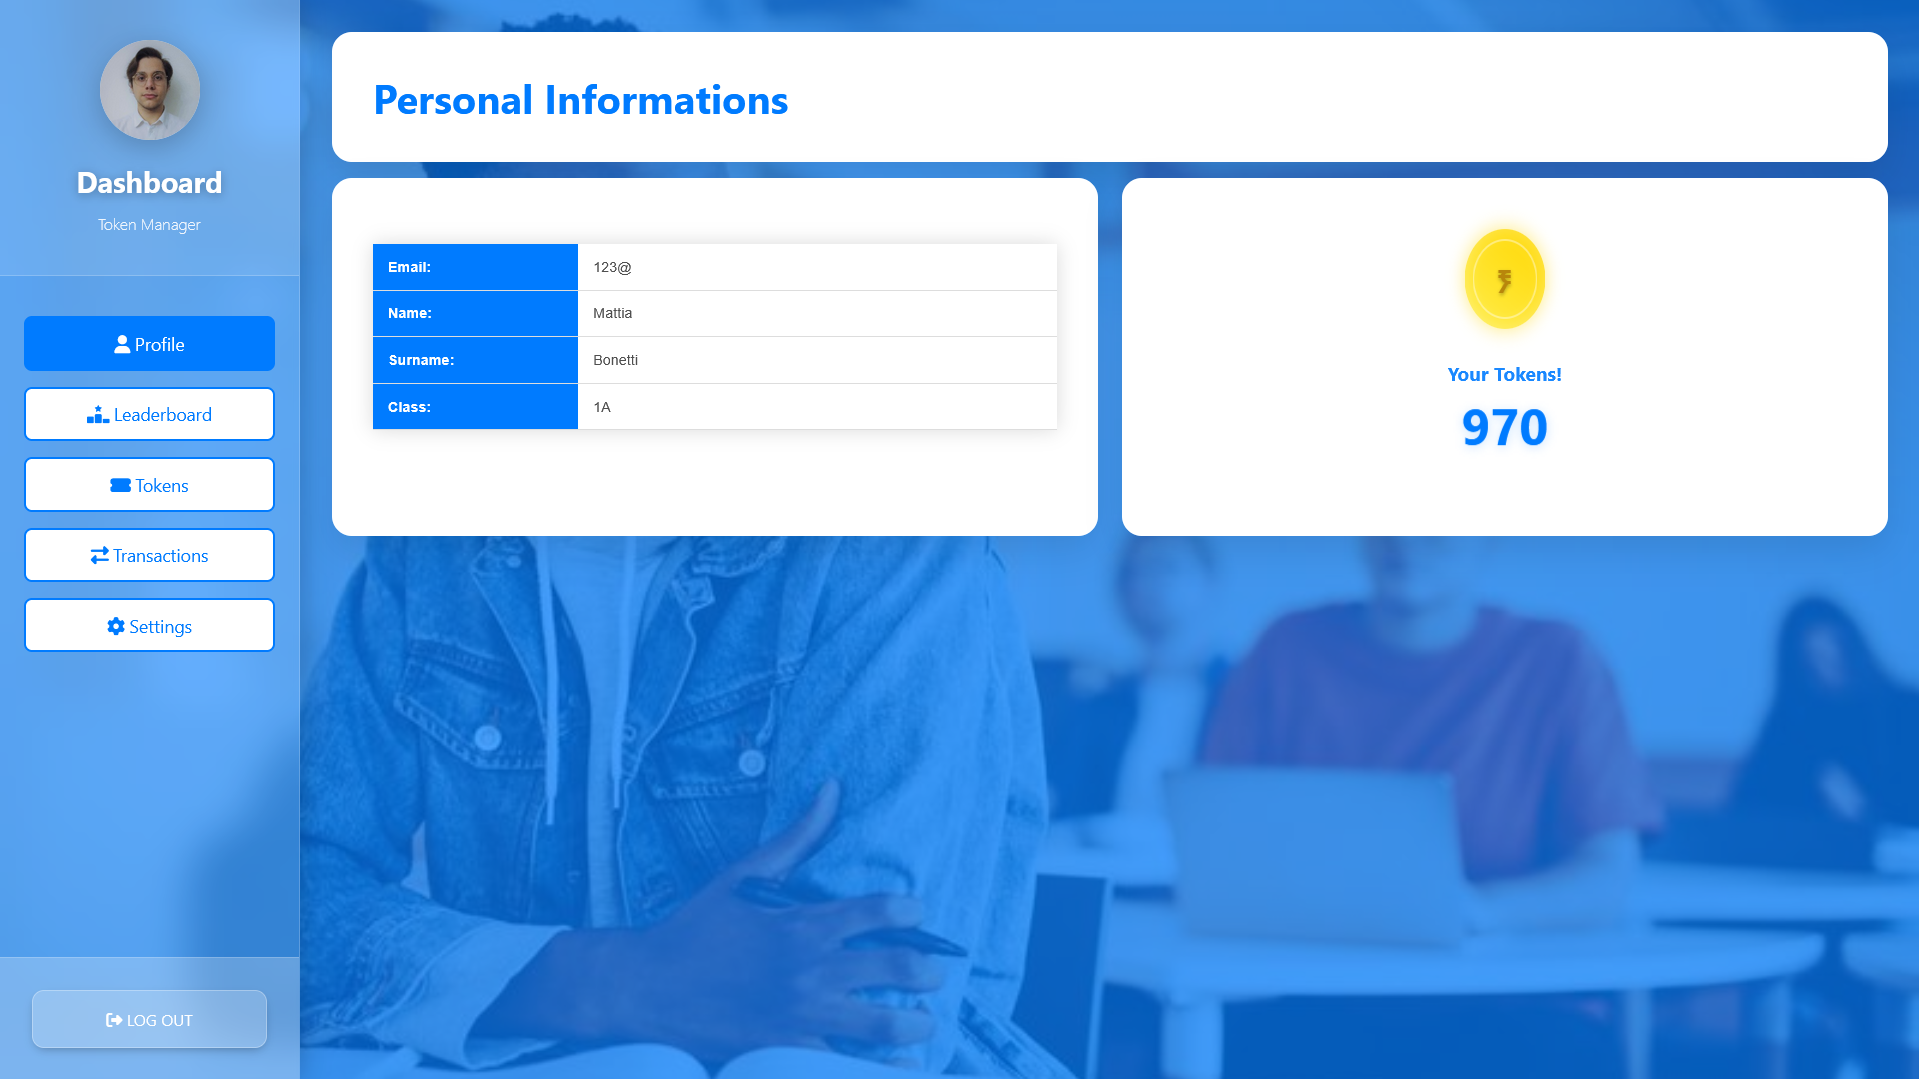 Dashboard
Token Manager
Profile
Leaderboard
Tokens
Transactions
Settings
LOG OUT
Personal Informations
Email: 123@
Name: Mattia
Surname: Bonetti
Class: 1A
₹
Your Tokens!
970